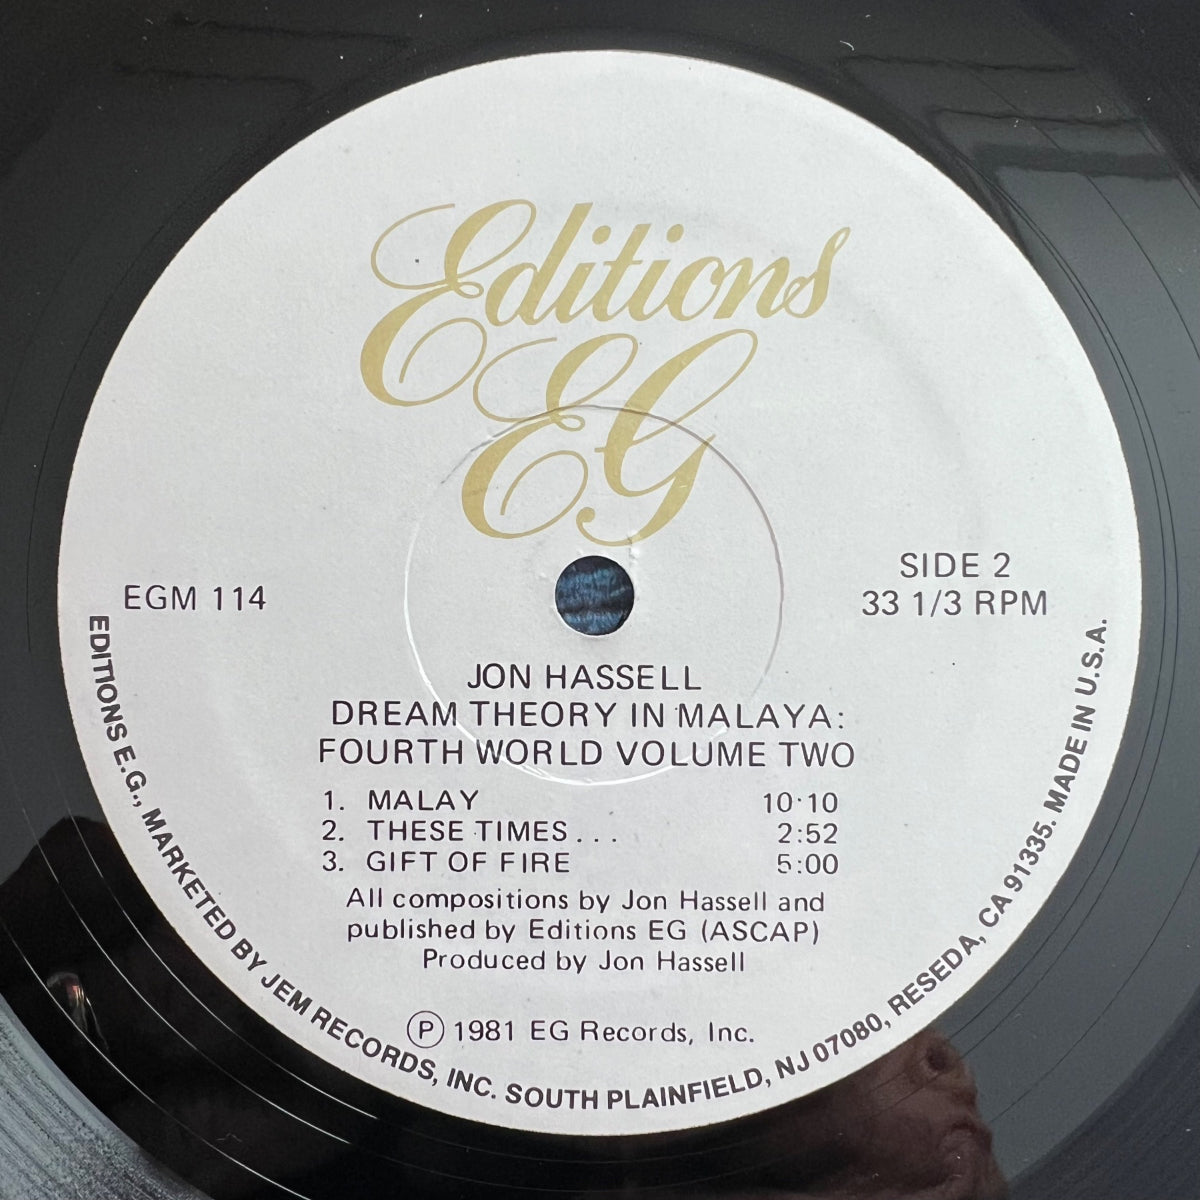 Editions
EG
EGM 114
SIDE 2
33 1/3 RPM
JON HASSELL
DREAM THEORY IN MALAYA:
FOURTH WORLD VOLUME TWO
1. MALAY 10:10
2. THESE TIMES... 2:52
3. GIFT OF FIRE 5:00
All compositions by Jon Hassell and
published by Editions EG (ASCAP)
Produced by Jon Hassell
Ⓟ 1981 EG Records, Inc.
EDITIONS E.G., MARKETED BY JEM RECORDS, INC. SOUTH PLAINFIELD, NJ 07080, RESEDA, CA 91335. MADE IN U.S.A.